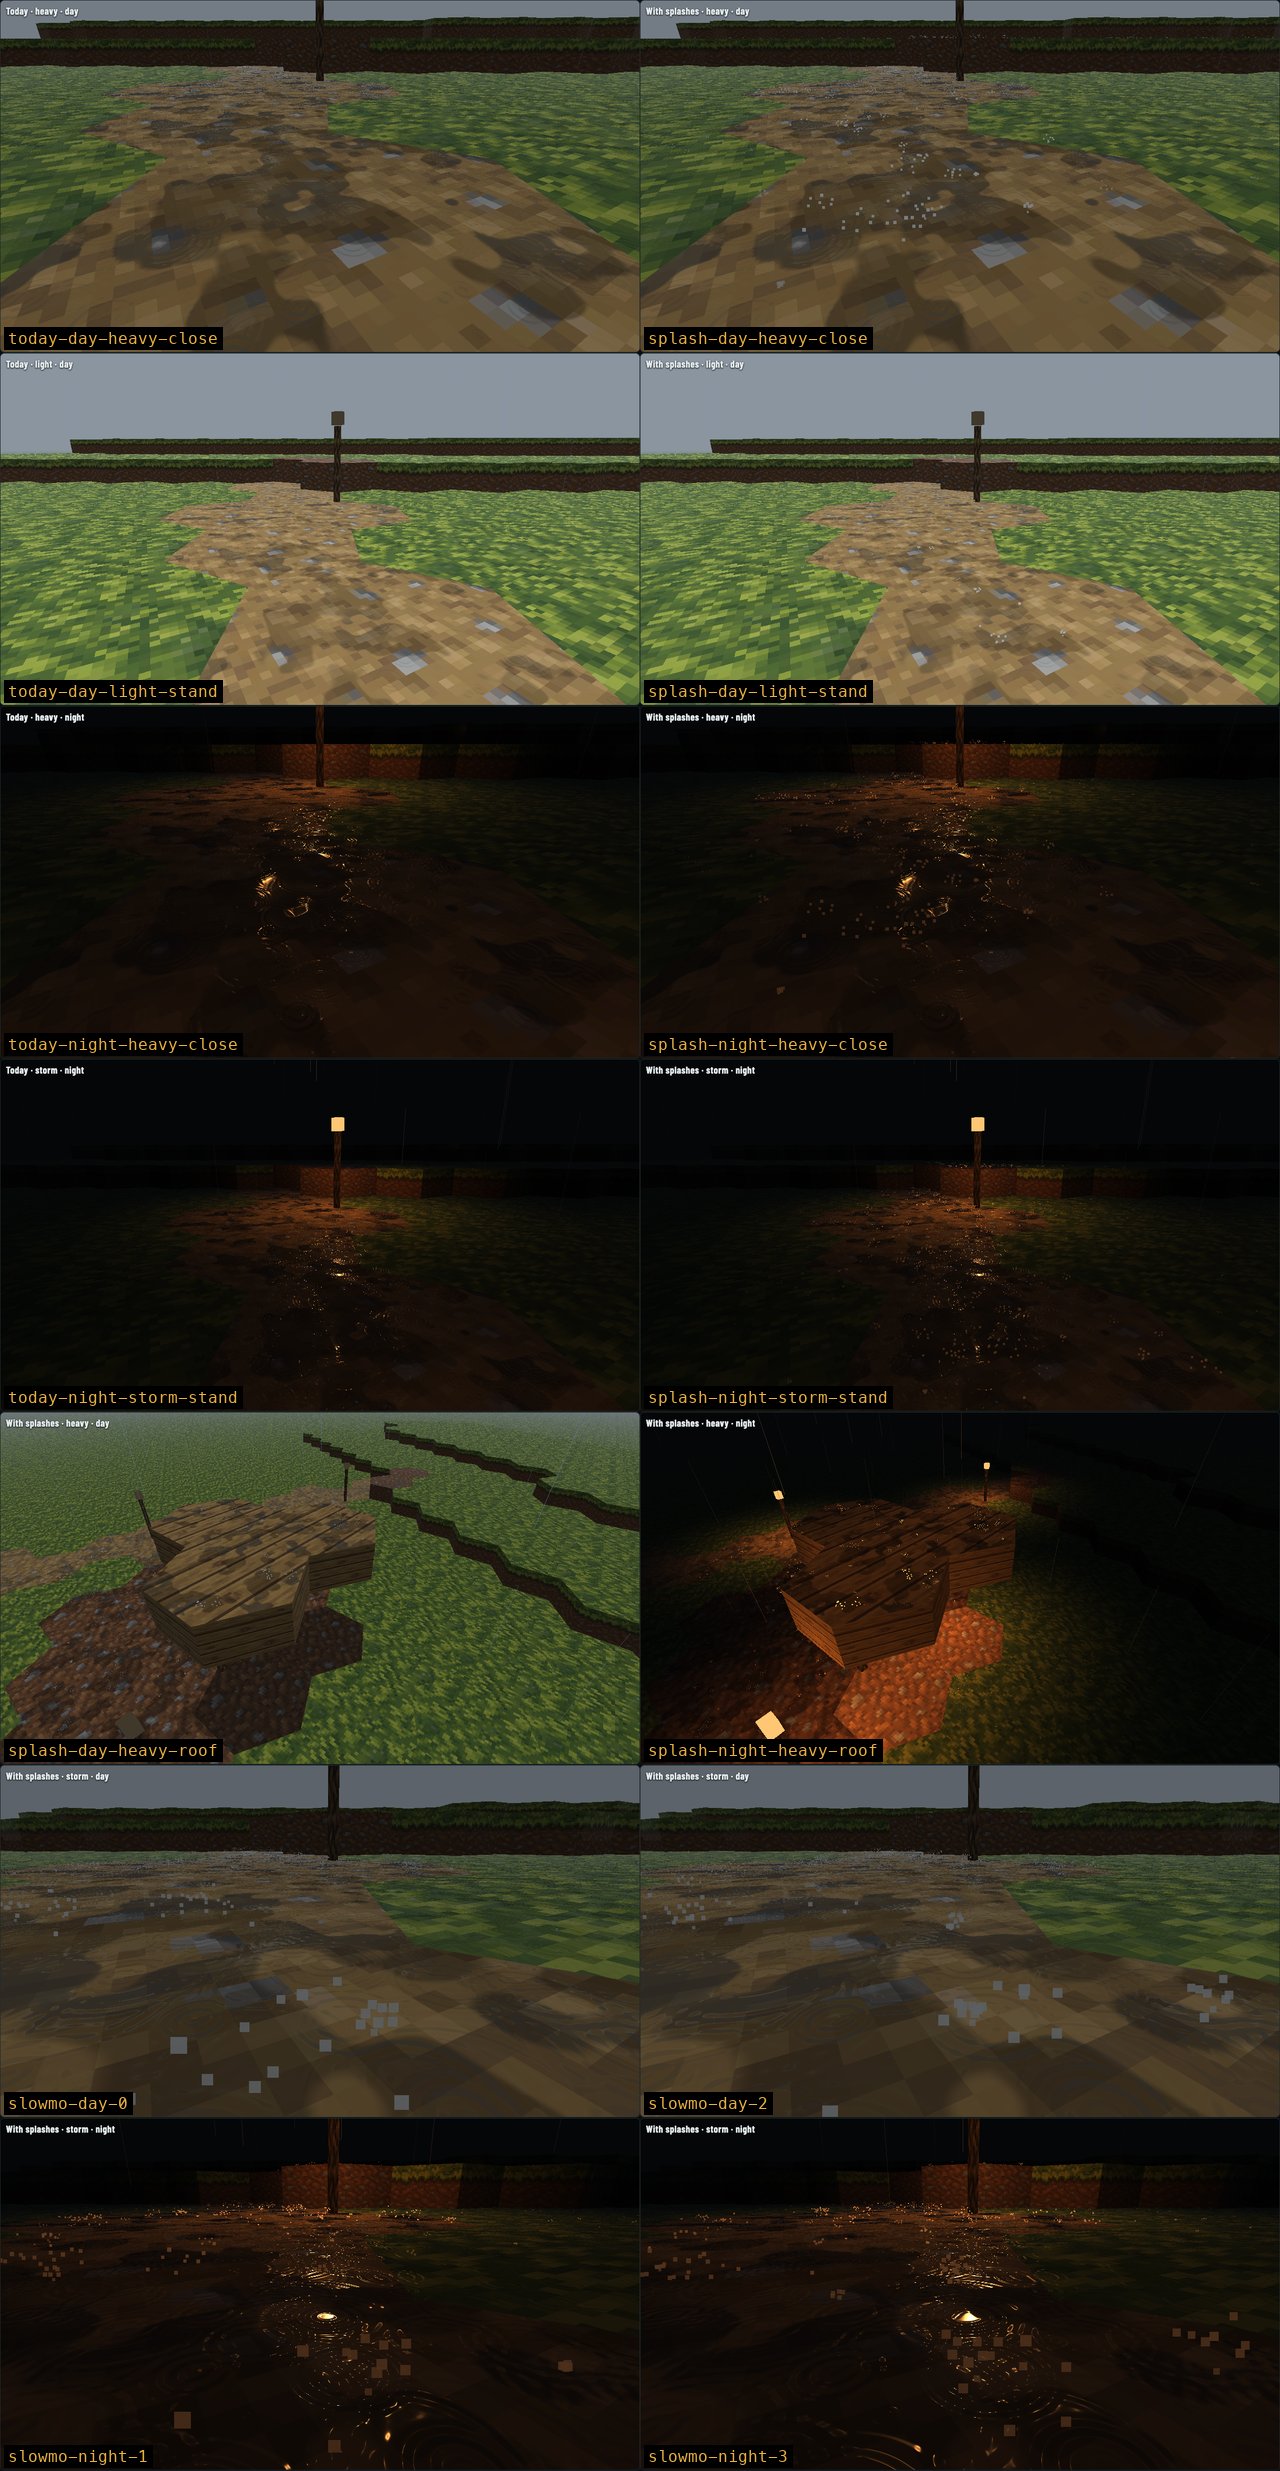 Today · heavy · day
With splashes · heavy · day
today-day-heavy-close
splash-day-heavy-close
Today · light · day
With splashes · light · day
today-day-light-stand
splash-day-light-stand
Today · heavy · night
With splashes · heavy · night
today-night-heavy-close
splash-night-heavy-close
Today · storm · night
With splashes · storm · night
today-night-storm-stand
splash-night-storm-stand
With splashes · heavy · day
With splashes · heavy · night
splash-day-heavy-roof
splash-night-heavy-roof
With splashes · storm · day
With splashes · storm · day
slowmo-day-0
slowmo-day-2
With splashes · storm · night
With splashes · storm · night
slowmo-night-1
slowmo-night-3